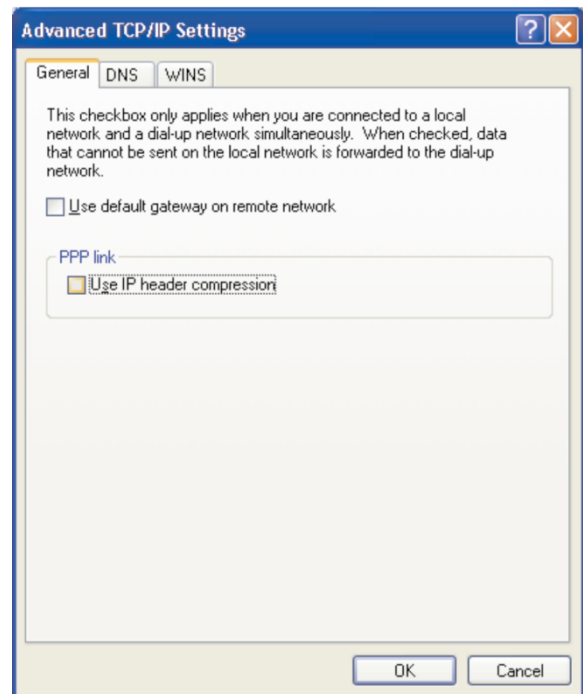 Advanced TCP/IP Settings
General DNS WINS
This checkbox only applies when you are connected to a local
network and a dial-up network simultaneously.  When checked, data
that cannot be sent on the local network is forwarded to the dial-up
network.
Use default gateway on remote network
PPP link
Use IP header compression
OK Cancel